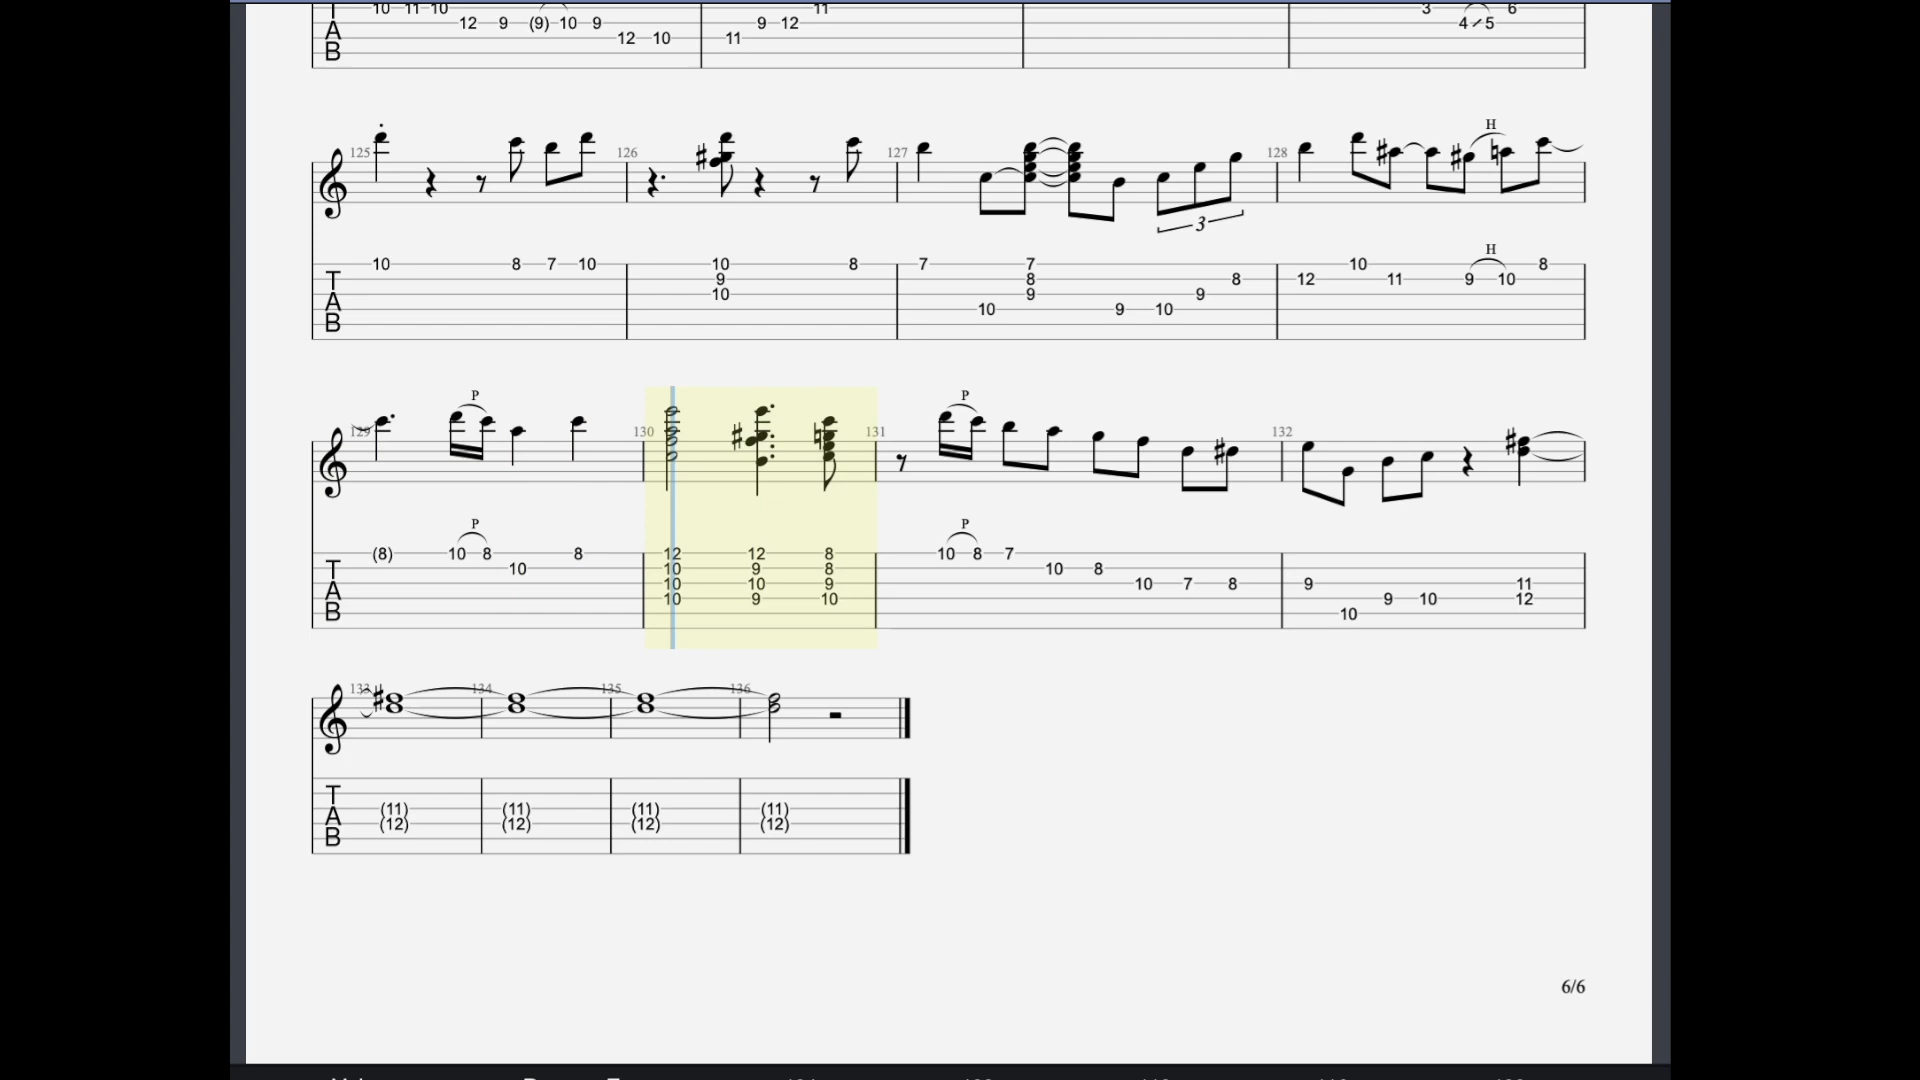 10 11 10 11 3 6
12 9 (9) 10 9 9 12 4 5
T
A 12 10 11
B
125 126 127 128 H
3
H
10 8 7 10 10 8 7 7 10 8
T 9 8 8 12 11 9 10
10 9 9
A 10 9 10
B
P P
129 130 131 132
P P
(8) 10 8 8 12 12 8 10 8 7
T 10 10 9 8 10 8
10 10 9 10 7 8 9 11
A 10 9 10 9 10 12
B 10
133 134 135 136
T
(11) (11) (11) (11)
A (12) (12) (12) (12)
B
6/6